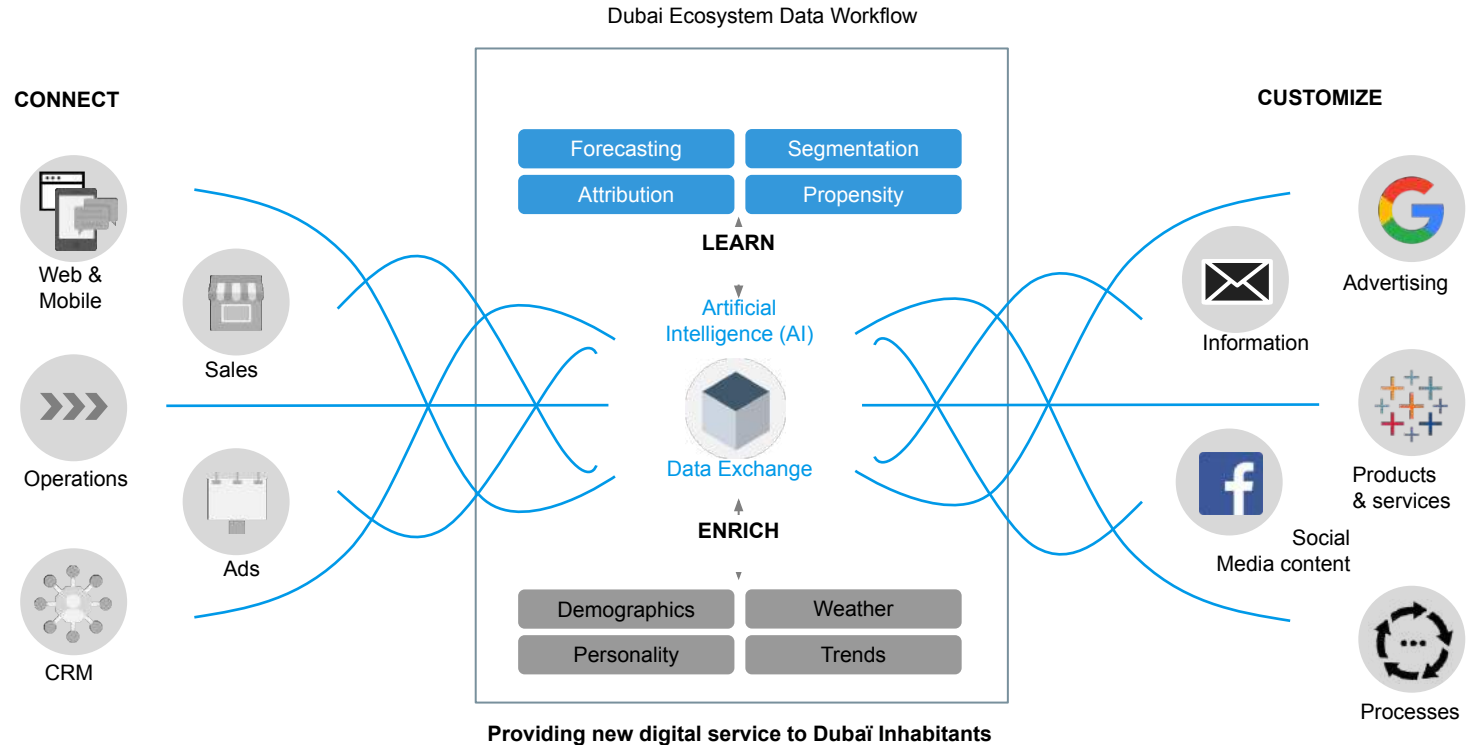 Dubai Ecosystem Data Workflow
CONNECT
Web &
Mobile
Sales
Operations
Ads
CRM
Forecasting
Segmentation
Attribution
Propensity
LEARN
Artificial
Intelligence (AI)
Data Exchange
ENRICH
Demographics
Weather
Personality
Trends
CUSTOMIZE
Advertising
Information
Products
& services
Social
Media content
Processes
Providing new digital service to Dubaï Inhabitants